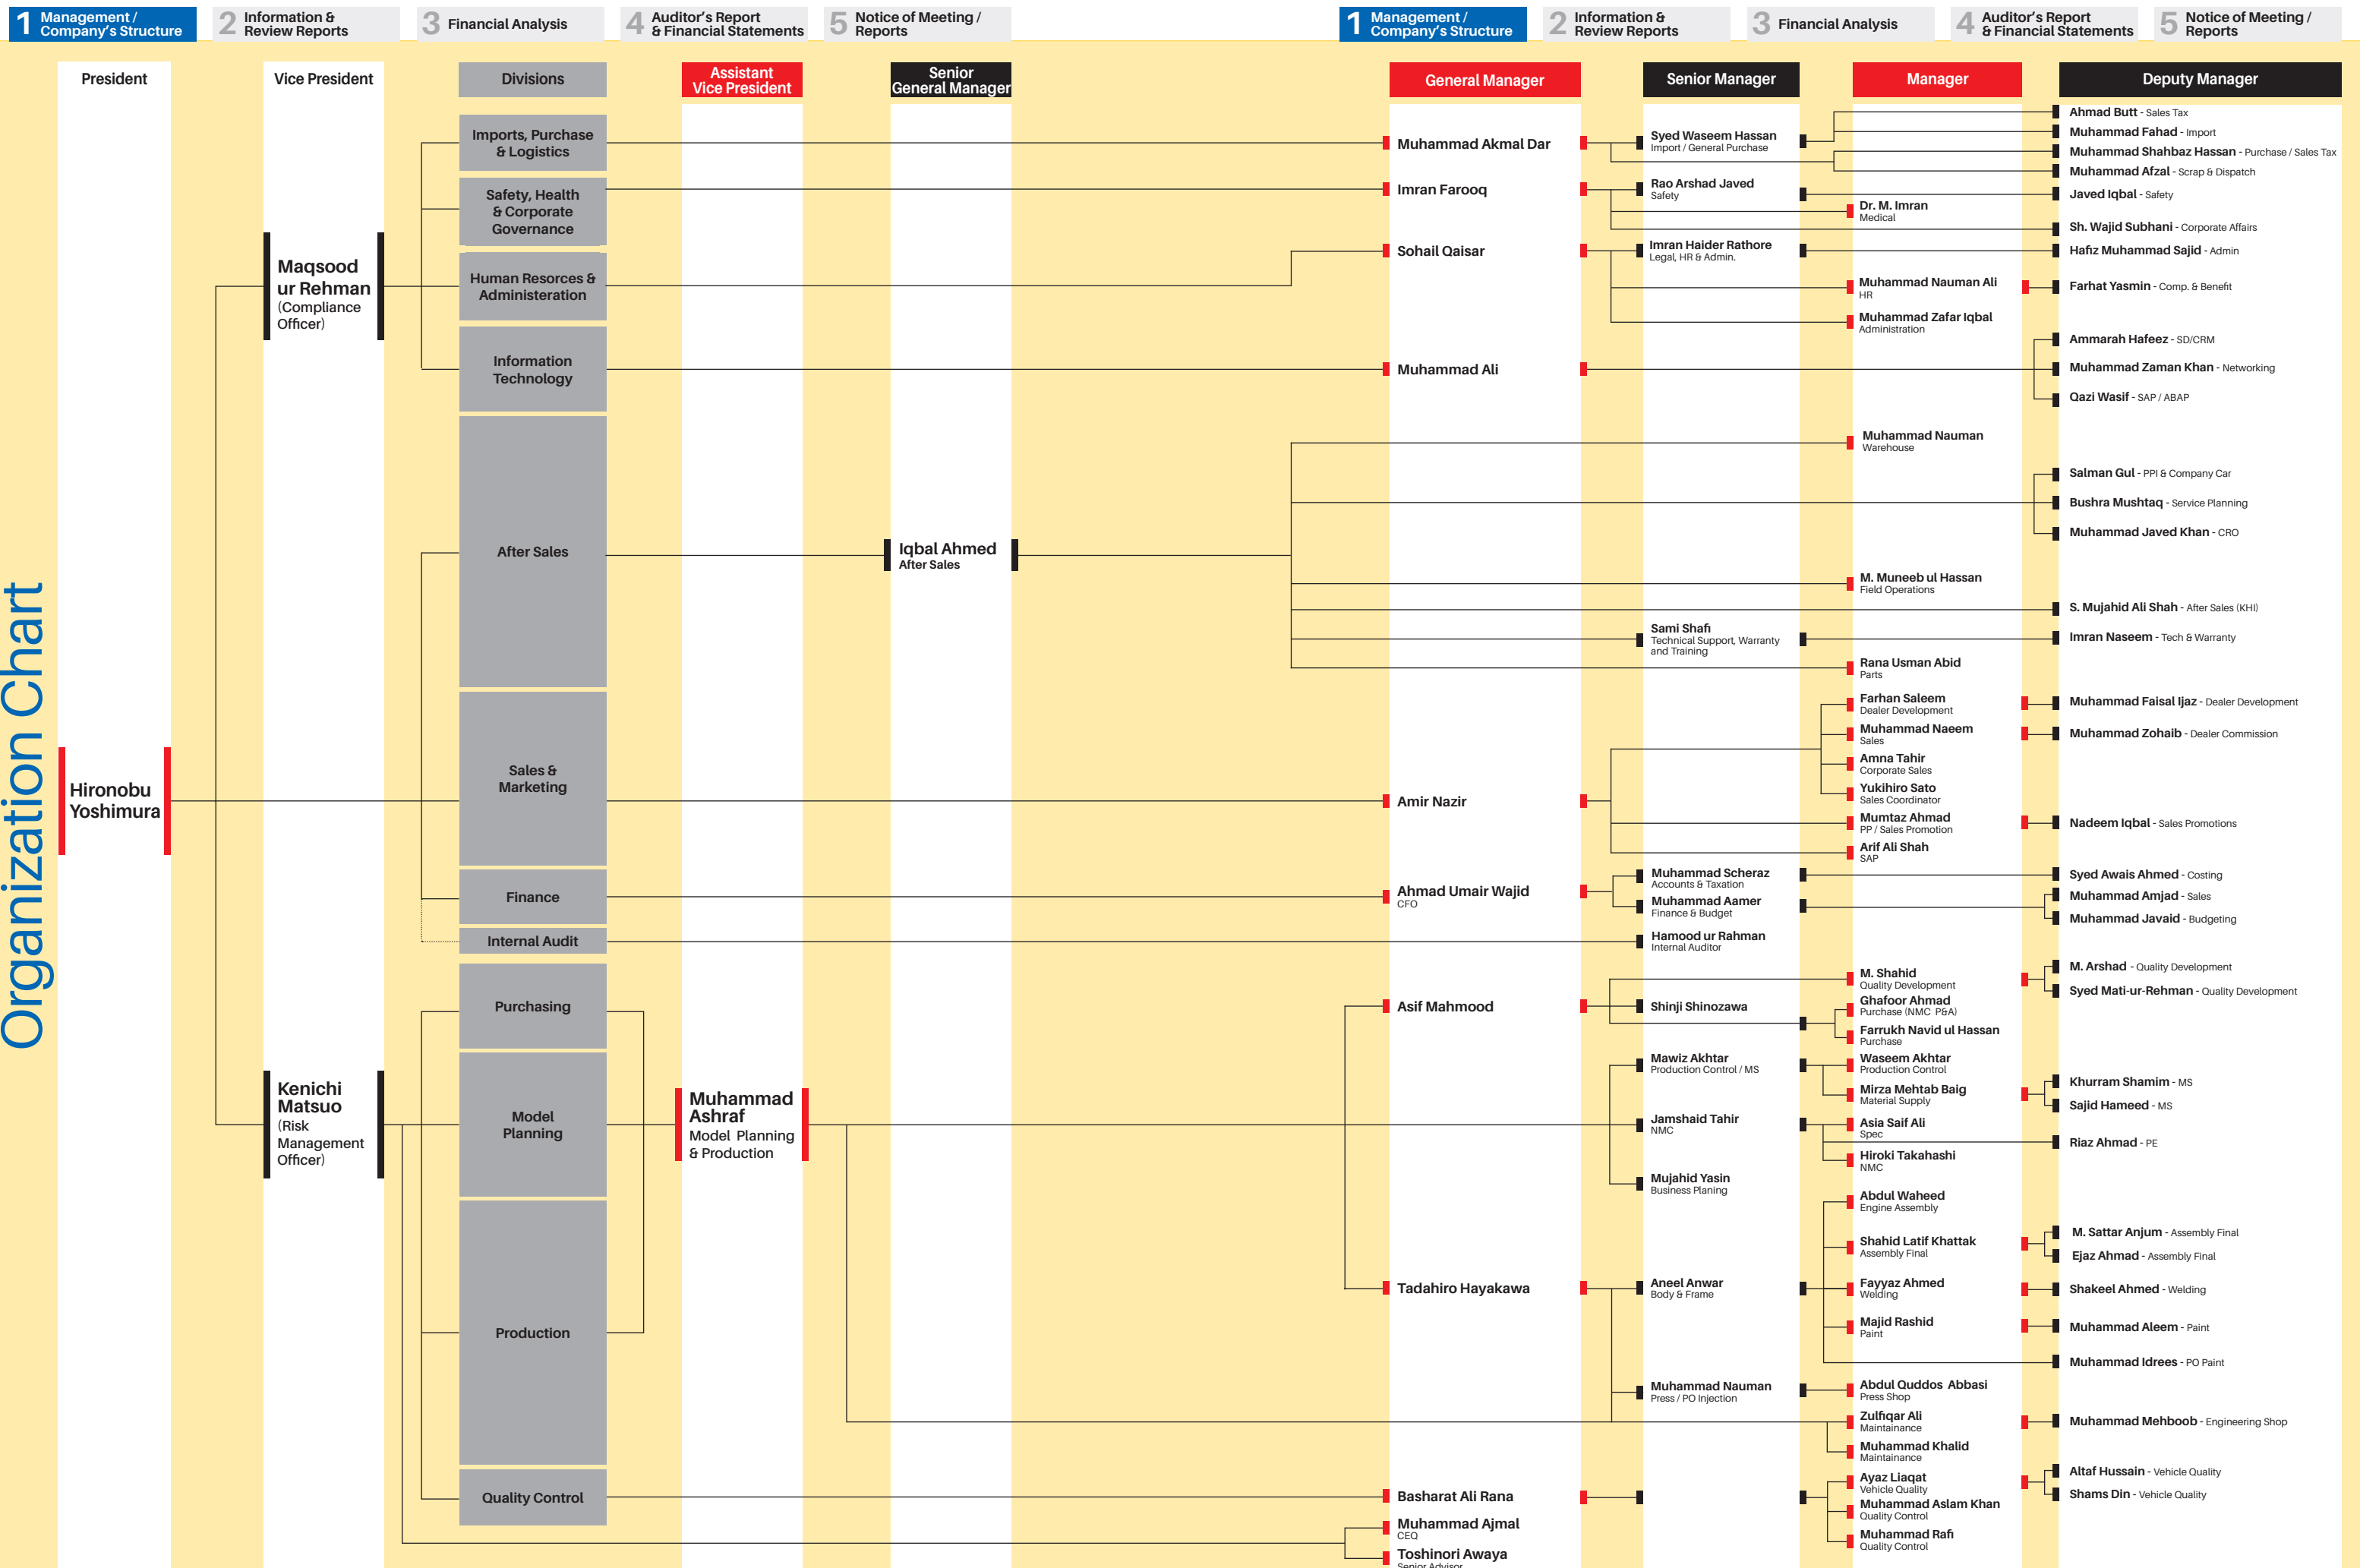 1 Management /
Company's Structure
2 Information &
Review Reports
3 Financial Analysis
4 Auditor's Report
& Financial Statements
5 Notice of Meeting /
Reports
1 Management /
Company's Structure
2 Information &
Review Reports
3 Financial Analysis
4 Auditor's Report
& Financial Statements
5 Notice of Meeting /
Reports
Organization Chart
President
Vice President
Divisions
Assistant
Vice President
Senior
General Manager
General Manager
Senior Manager
Manager
Deputy Manager
Hironobu
Yoshimura
Maqsood
ur Rehman
(Compliance
Officer)
Kenichi
Matsuo
(Risk
Management
Officer)
Imports, Purchase
& Logistics
Safety, Health
& Corporate
Governance
Human Resorces &
Administeration
Information
Technology
After Sales
Sales &
Marketing
Finance
Internal Audit
Purchasing
Model
Planning
Production
Quality Control
Muhammad
Ashraf
Model Planning
& Production
Iqbal Ahmed
After Sales
Muhammad Akmal Dar
Imran Farooq
Sohail Qaisar
Muhammad Ali
Amir Nazir
Ahmad Umair Wajid
CFO
Asif Mahmood
Tadahiro Hayakawa
Basharat Ali Rana
Muhammad Ajmal
CEQ
Toshinori Awaya
Senior Advisor
Syed Waseem Hassan
Import / General Purchase
Rao Arshad Javed
Safety
Imran Haider Rathore
Legal, HR & Admin.
Sami Shafi
Technical Support, Warranty
and Training
Muhammad Scheraz
Accounts & Taxation
Muhammad Aamer
Finance & Budget
Hamood ur Rahman
Internal Auditor
Shinji Shinozawa
Mawiz Akhtar
Production Control / MS
Jamshaid Tahir
NMC
Mujahid Yasin
Business Planing
Aneel Anwar
Body & Frame
Muhammad Nauman
Press / PO Injection
Dr. M. Imran
Medical
Muhammad Nauman Ali
HR
Muhammad Zafar Iqbal
Administration
Muhammad Nauman
Warehouse
M. Muneeb ul Hassan
Field Operations
Rana Usman Abid
Parts
Farhan Saleem
Dealer Development
Muhammad Naeem
Sales
Amna Tahir
Corporate Sales
Yukihiro Sato
Sales Coordinator
Mumtaz Ahmad
PP / Sales Promotion
Arif Ali Shah
SAP
M. Shahid
Quality Development
Ghafoor Ahmad
Purchase (NMC P&A)
Farrukh Navid ul Hassan
Purchase
Waseem Akhtar
Production Control
Mirza Mehtab Baig
Material Supply
Asia Saif Ali
Spec
Hiroki Takahashi
NMC
Abdul Waheed
Engine Assembly
Shahid Latif Khattak
Assembly Final
Fayyaz Ahmed
Welding
Majid Rashid
Paint
Abdul Quddos Abbasi
Press Shop
Zulfiqar Ali
Maintainance
Muhammad Khalid
Maintainance
Ayaz Liaqat
Vehicle Quality
Muhammad Aslam Khan
Quality Control
Muhammad Rafi
Quality Control
Ahmad Butt - Sales Tax
Muhammad Fahad - Import
Muhammad Shahbaz Hassan - Purchase / Sales Tax
Muhammad Afzal - Scrap & Dispatch
Javed Iqbal - Safety
Sh. Wajid Subhani - Corporate Affairs
Hafiz Muhammad Sajid - Admin
Farhat Yasmin - Comp. & Benefit
Ammarah Hafeez - SD/CRM
Muhammad Zaman Khan - Networking
Qazi Wasif - SAP / ABAP
Salman Gul - PPI & Company Car
Bushra Mushtaq - Service Planning
Muhammad Javed Khan - CRO
S. Mujahid Ali Shah - After Sales (KHI)
Imran Naseem - Tech & Warranty
Muhammad Faisal Ijaz - Dealer Development
Muhammad Zohaib - Dealer Commission
Nadeem Iqbal - Sales Promotions
Syed Awais Ahmed - Costing
Muhammad Amjad - Sales
Muhammad Javaid - Budgeting
M. Arshad - Quality Development
Syed Mati-ur-Rehman - Quality Development
Khurram Shamim - MS
Sajid Hameed - MS
Riaz Ahmad - PE
M. Sattar Anjum - Assembly Final
Ejaz Ahmad - Assembly Final
Shakeel Ahmed - Welding
Muhammad Aleem - Paint
Muhammad Idrees - PO Paint
Muhammad Mehboob - Engineering Shop
Altaf Hussain - Vehicle Quality
Shams Din - Vehicle Quality